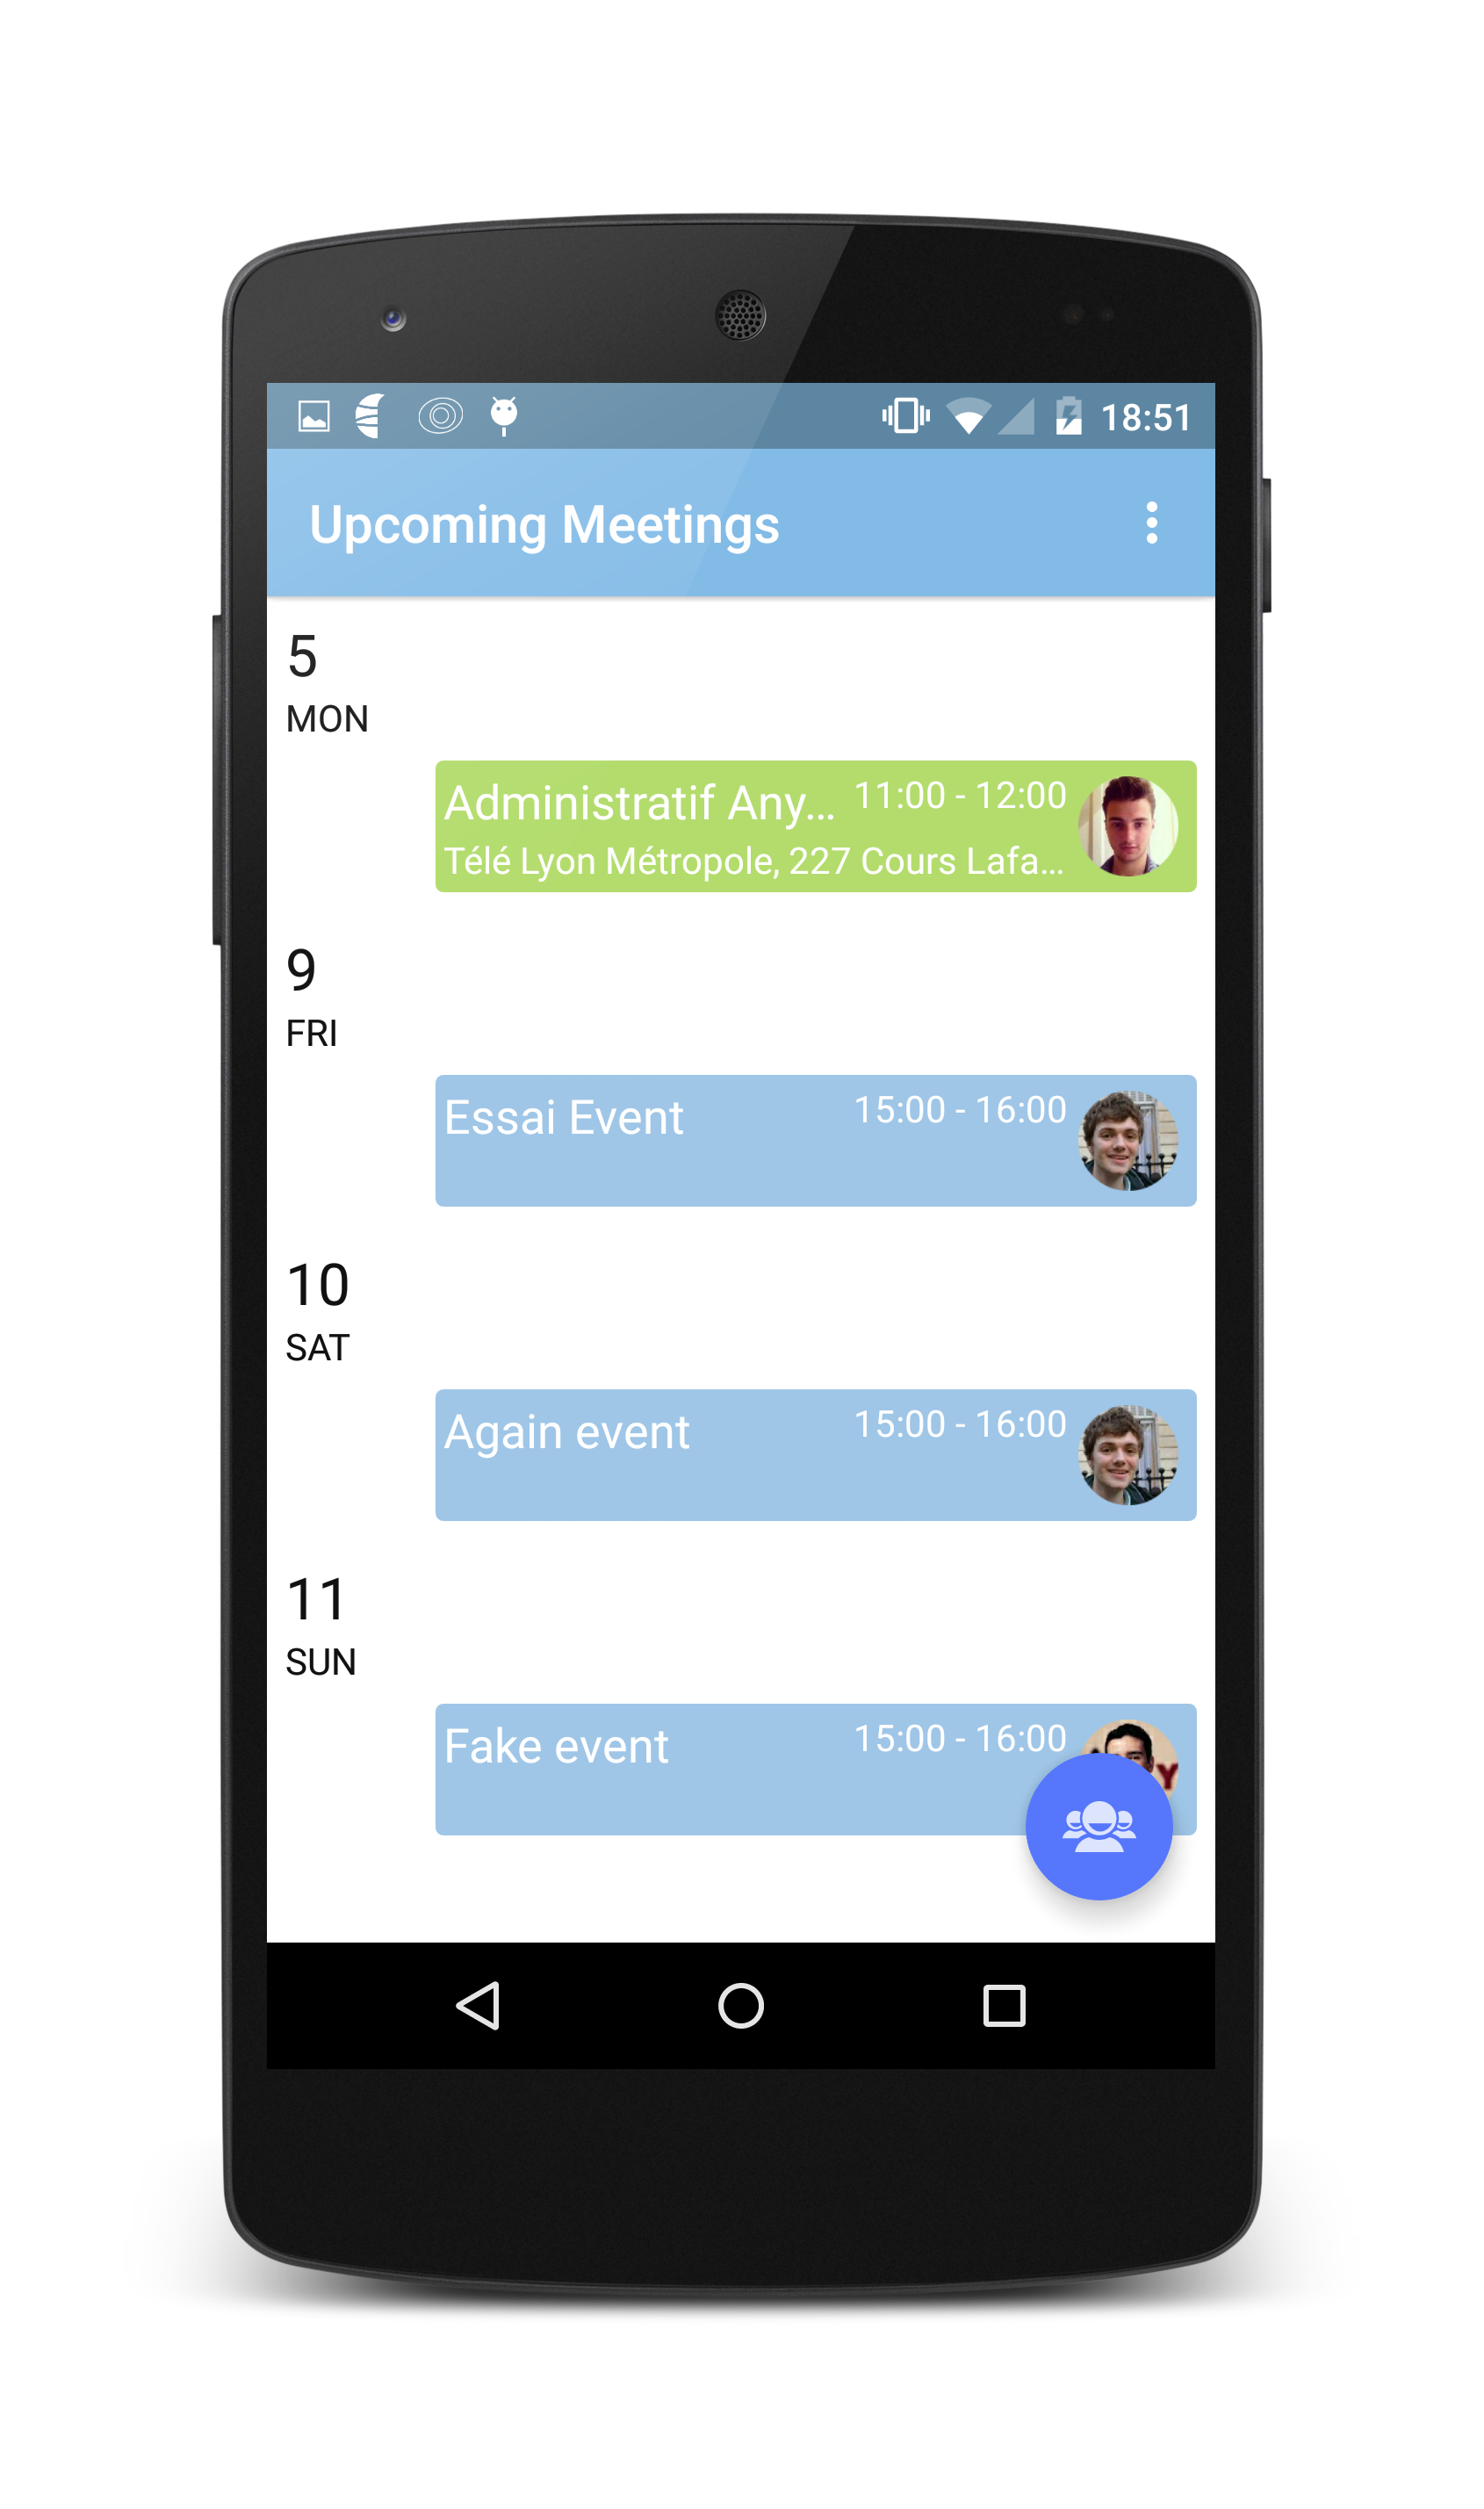 18:51
Upcoming Meetings
5
MON
Administratif Any... 11:00 - 12:00
Télé Lyon Métropole, 227 Cours Lafa...
9
FRI
Essai Event 15:00 - 16:00
10
SAT
Again event 15:00 - 16:00
11
SUN
Fake event 15:00 - 16:00
Y